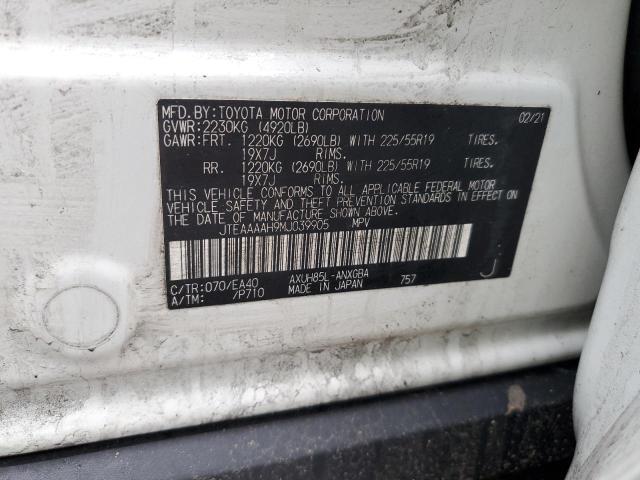 MFD. BY: TOYOTA MOTOR CORPORATION 02/21
GVWR: 2230KG (4920LB)
GAWR: FRT. 1220KG (2690LB) WITH 225/55R19 TIRES.
19X7J RIMS.
RR. 1220KG (2690LB) WITH 225/55R19 TIRES.
19X7J RIMS.
THIS VEHICLE CONFORMS TO ALL APPLICABLE FEDERAL MOTOR
VEHICLE SAFETY AND THEFT PREVENTION STANDARDS IN EFFECT ON
THE DATE OF MANUFACTURE SHOWN ABOVE.
JTEAAAAH9MJ039905 MPV
C/TR: 070/EA40 AXUH85L-ANXGBA J
A/TM: /P710 MADE IN JAPAN 757